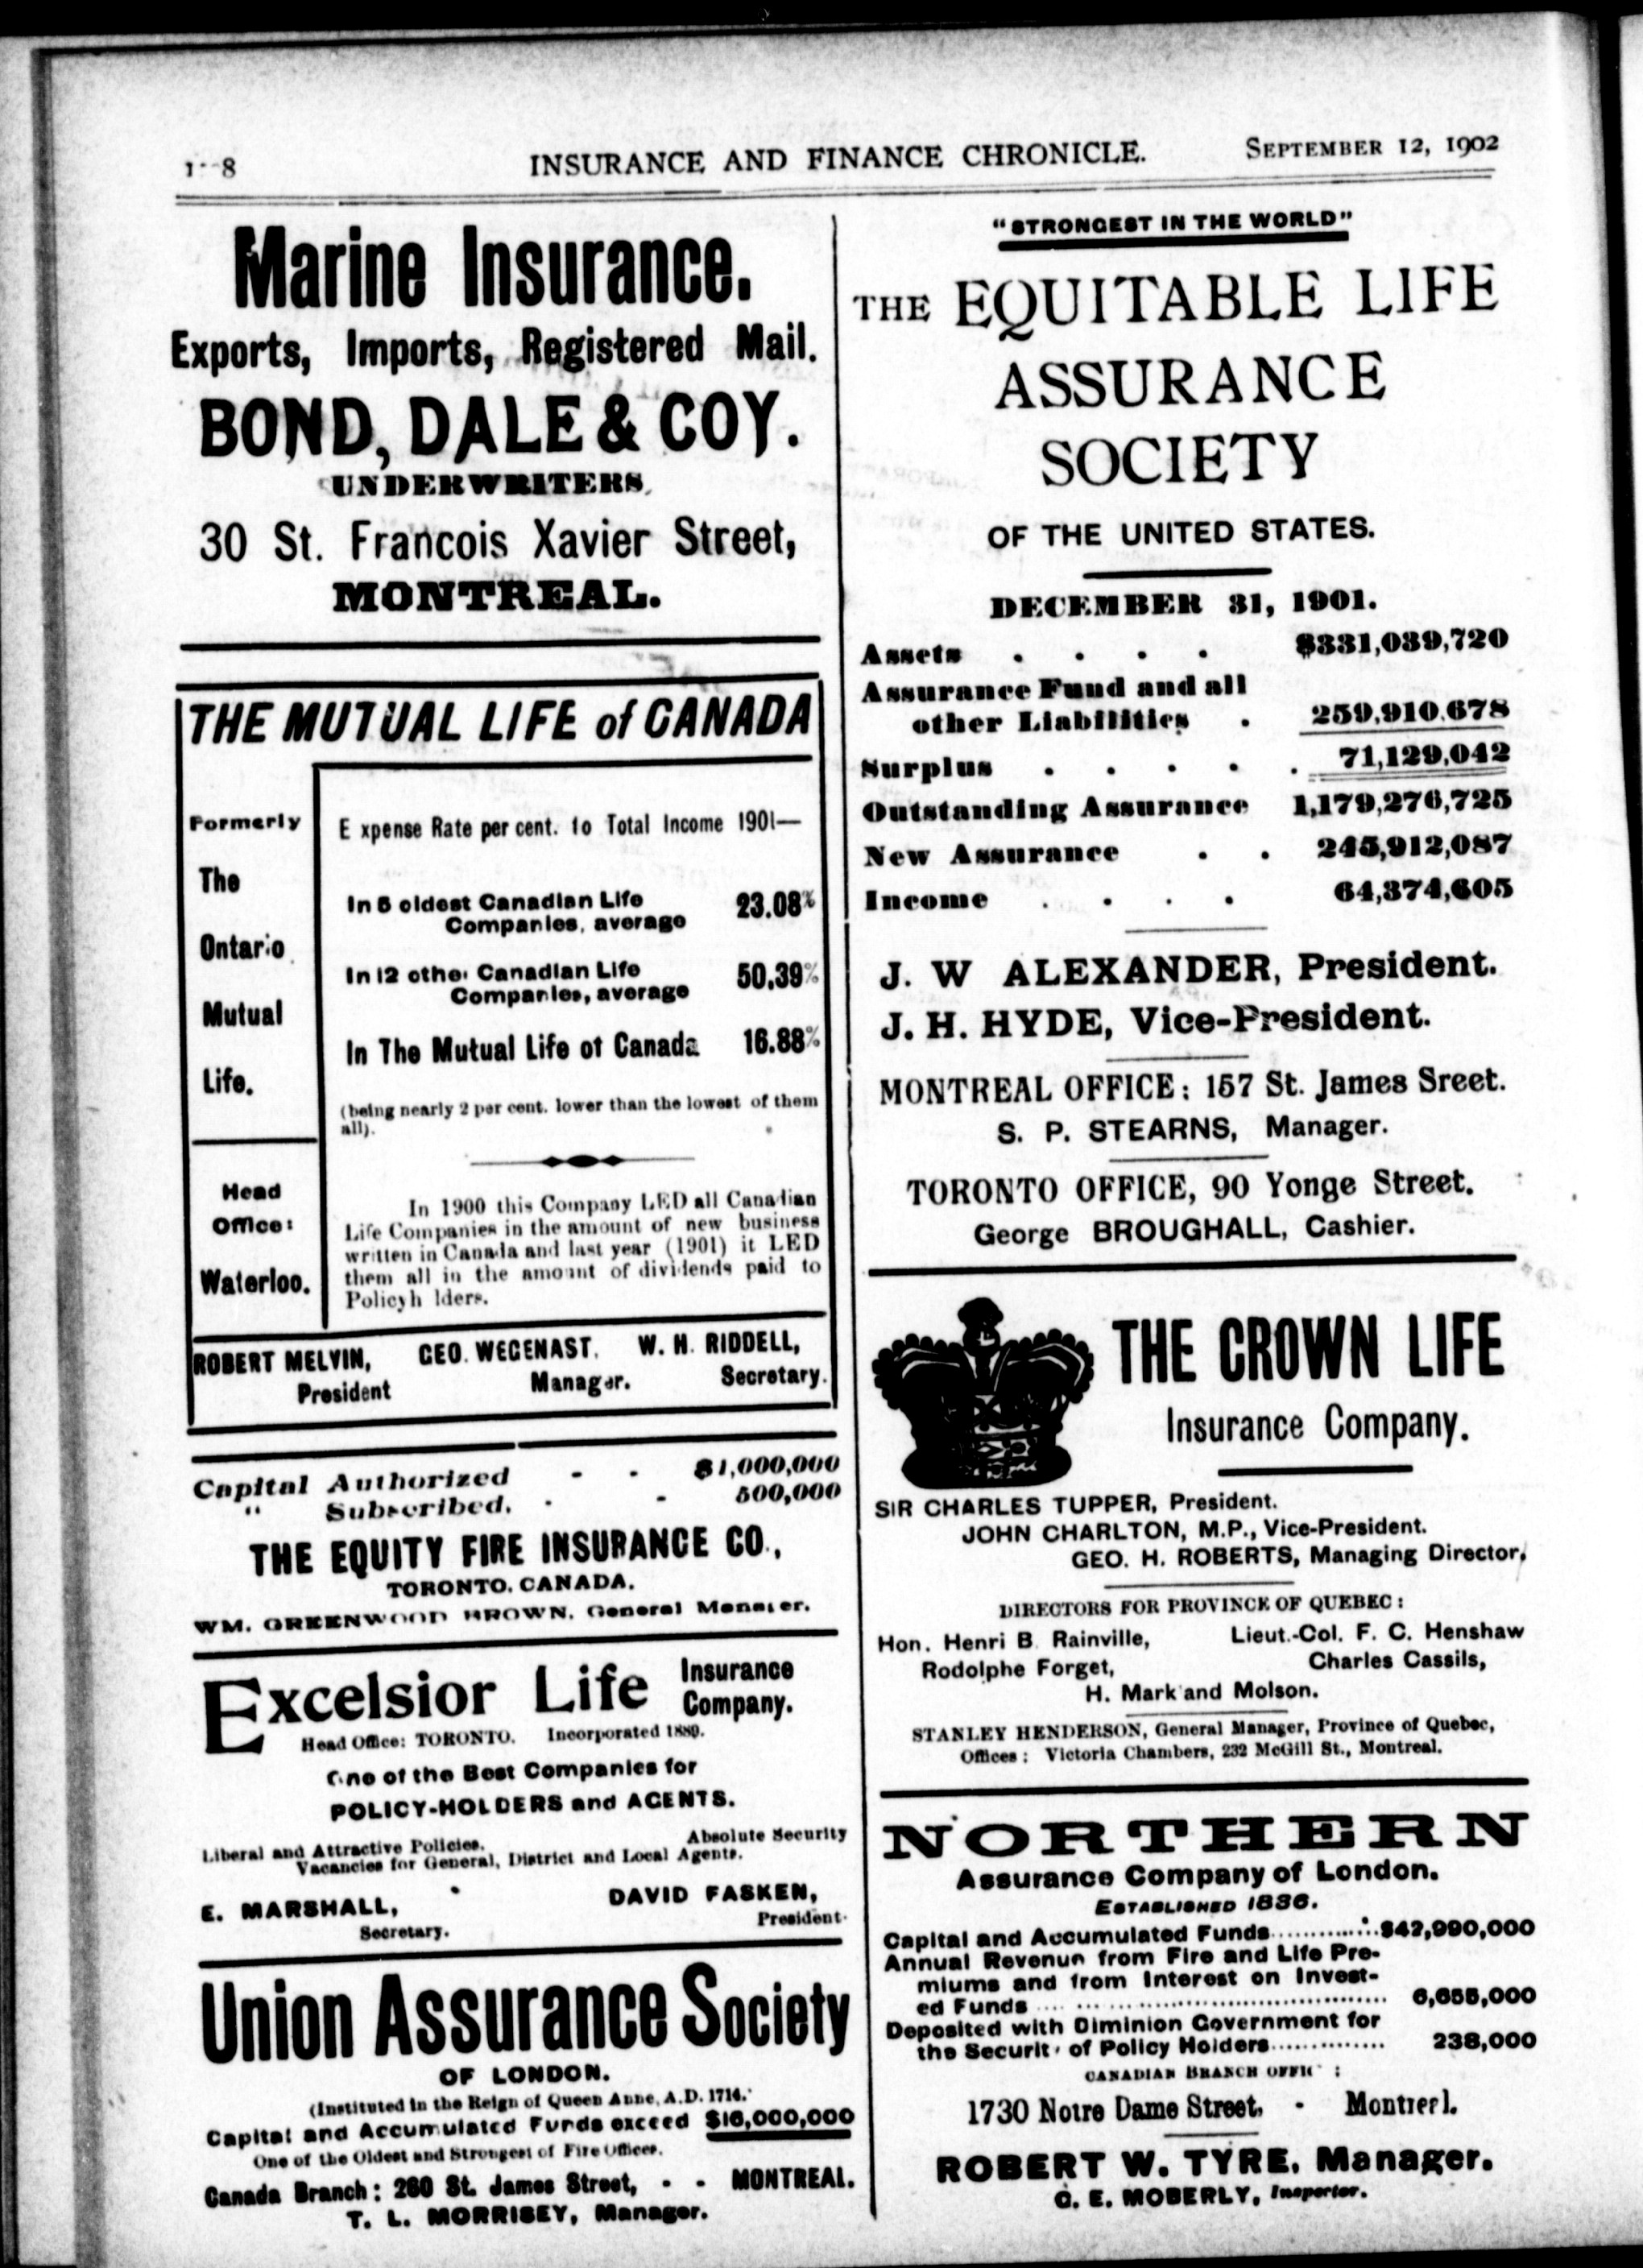 1--8
INSURANCE AND FINANCE CHRONICLE.
SEPTEMBER 12, 1902
Marine Insurance.
Exports, Imports, Registered Mail.
BOND, DALE & COY.
UNDERWRITERS,
30 St. Francois Xavier Street,
MONTREAL.
THE MUTUAL LIFE of CANADA
Formerly
The
Ontario
Mutual
Life.
Head
Office:
Waterloo.
Expense Rate per cent. to Total Income 1901—
In 5 oldest Canadian Life
Companies, average 23.08%
In 12 other Canadian Life
Companies, average 50.39%
In The Mutual Life of Canada 16.88%
(being nearly 2 per cent. lower than the lowest of them
all).
In 1900 this Company LED all Canadian
Life Companies in the amount of new business
written in Canada and last year (1901) it LED
them all in the amount of dividends paid to
Policyh lders.
ROBERT MELVIN, GEO. WEGENAST, W. H. RIDDELL,
President Manager. Secretary.
Capital Authorized - - $1,000,000
" Subscribed, - - 500,000
THE EQUITY FIRE INSURANCE CO.,
TORONTO, CANADA.
WM. GREENWOOD BROWN, General Manager.
Excelsior Life Insurance
Company.
Head Office: TORONTO. Incorporated 1889.
One of the Best Companies for
POLICY-HOLDERS and AGENTS.
Liberal and Attractive Policies. Absolute Security
Vacancies for General, District and Local Agents.
E. MARSHALL, DAVID FASKEN,
Secretary. President.
Union Assurance Society
OF LONDON.
(Instituted in the Reign of Queen Anne, A.D. 1714.
Capital and Accumulated Funds exceed $16,000,000
One of the Oldest and Strongest of Fire Offices.
Canada Branch: 260 St. James Street, - - MONTREAL.
T. L. MORRISEY, Manager.
"STRONGEST IN THE WORLD"
THE EQUITABLE LIFE
ASSURANCE
SOCIETY
OF THE UNITED STATES.
DECEMBER 31, 1901.
Assets . . . . $331,039,720
Assurance Fund and all
other Liabilities . 259,910,678
Surplus . . . . . 71,129,042
Outstanding Assurance 1,179,276,725
New Assurance . . 245,912,087
Income . . . . 64,374,605
J. W ALEXANDER, President.
J. H. HYDE, Vice-President.
MONTREAL OFFICE: 157 St. James Sreet.
S. P. STEARNS, Manager.
TORONTO OFFICE, 90 Yonge Street.
George BROUGHALL, Cashier.
THE CROWN LIFE
Insurance Company.
SIR CHARLES TUPPER, President.
JOHN CHARLTON, M.P., Vice-President.
GEO. H. ROBERTS, Managing Director,
DIRECTORS FOR PROVINCE OF QUEBEC:
Hon. Henri B. Rainville, Lieut.-Col. F. C. Henshaw
Rodolphe Forget, Charles Cassils,
H. Markland Molson.
STANLEY HENDERSON, General Manager, Province of Quebec,
Offices: Victoria Chambers, 232 McGill St., Montreal.
NORTHERN
Assurance Company of London.
ESTABLISHED 1836.
Capital and Accumulated Funds..............$42,990,000
Annual Revenue from Fire and Life Pre-
miums and from Interest on Invest-
ed Funds........................................ 6,655,000
Deposited with Diminion Government for
the Securit of Policy Holders.............. 238,000
CANADIAN BRANCH OFFIC :
1730 Notre Dame Street, - Montreal.
ROBERT W. TYRE, Manager.
C. E. MOBERLY, Inspector.